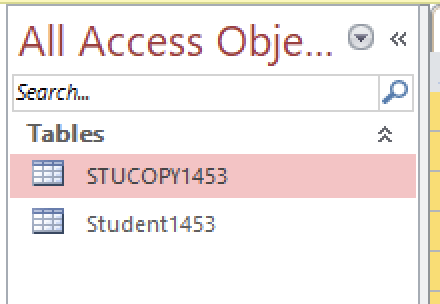 All Access Obje...
Search...
Tables
STUCOPY1453
Student1453